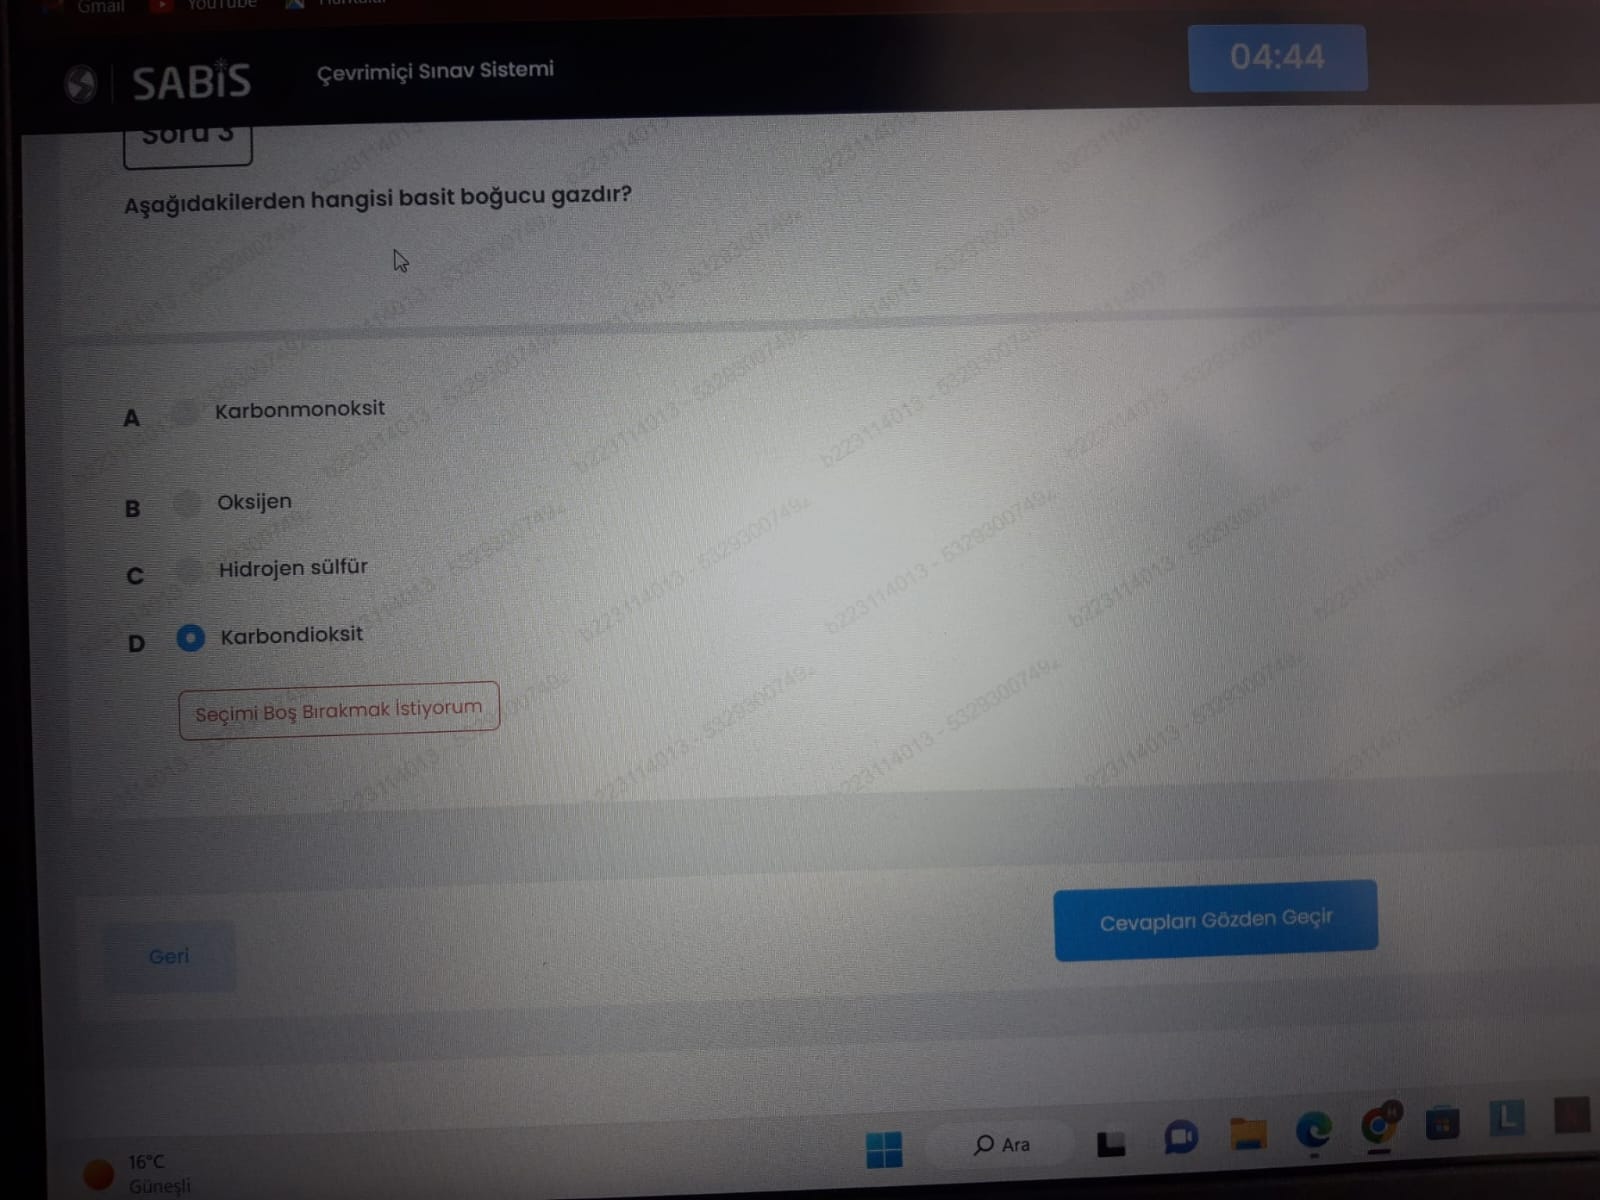 Gmail
YouTube
SABİS
Çevrimiçi Sınav Sistemi
04:44
Soru 3
Aşağıdakilerden hangisi basit boğucu gazdır?
A Karbonmonoksit
B Oksijen
C Hidrojen sülfür
D Karbondioksit
Seçimi Boş Bırakmak İstiyorum
Geri
Cevapları Gözden Geçir
Ara
16°C
Güneşli